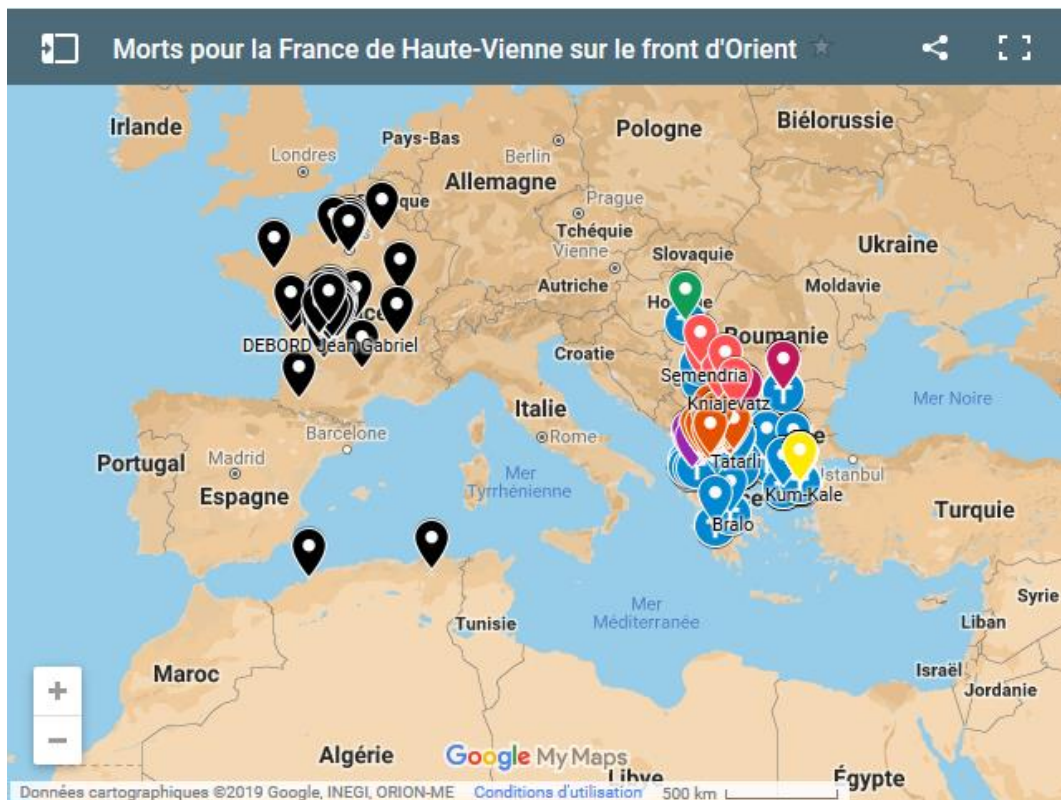 Morts pour la France de Haute-Vienne sur le front d'Orient
Irlande
Pays-Bas
Pologne
Biélorussie
Londres
Berlin
Allemagne
Prague
Tchéquie
Vienne
Slovaquie
Ukraine
Autriche
Moldavie
Roumanie
DEBORD Jean Gabriel
Croatie
Semendria
Kniajevatz
Mer Noire
Italie
Barcelone
Rome
Portugal
Madrid
Espagne
Mer
Tyrrhénienne
Tatarli
Istanbul
Kum-Kale
Bralo
Turquie
Mer
Méditerranée
Syrie
Tunisie
Liban
Maroc
Israël
Jordanie
+
−
Algérie
Google My Maps
Libye
Égypte
Données cartographiques ©2019 Google, INEGI, ORION-ME Conditions d'utilisation 500 km